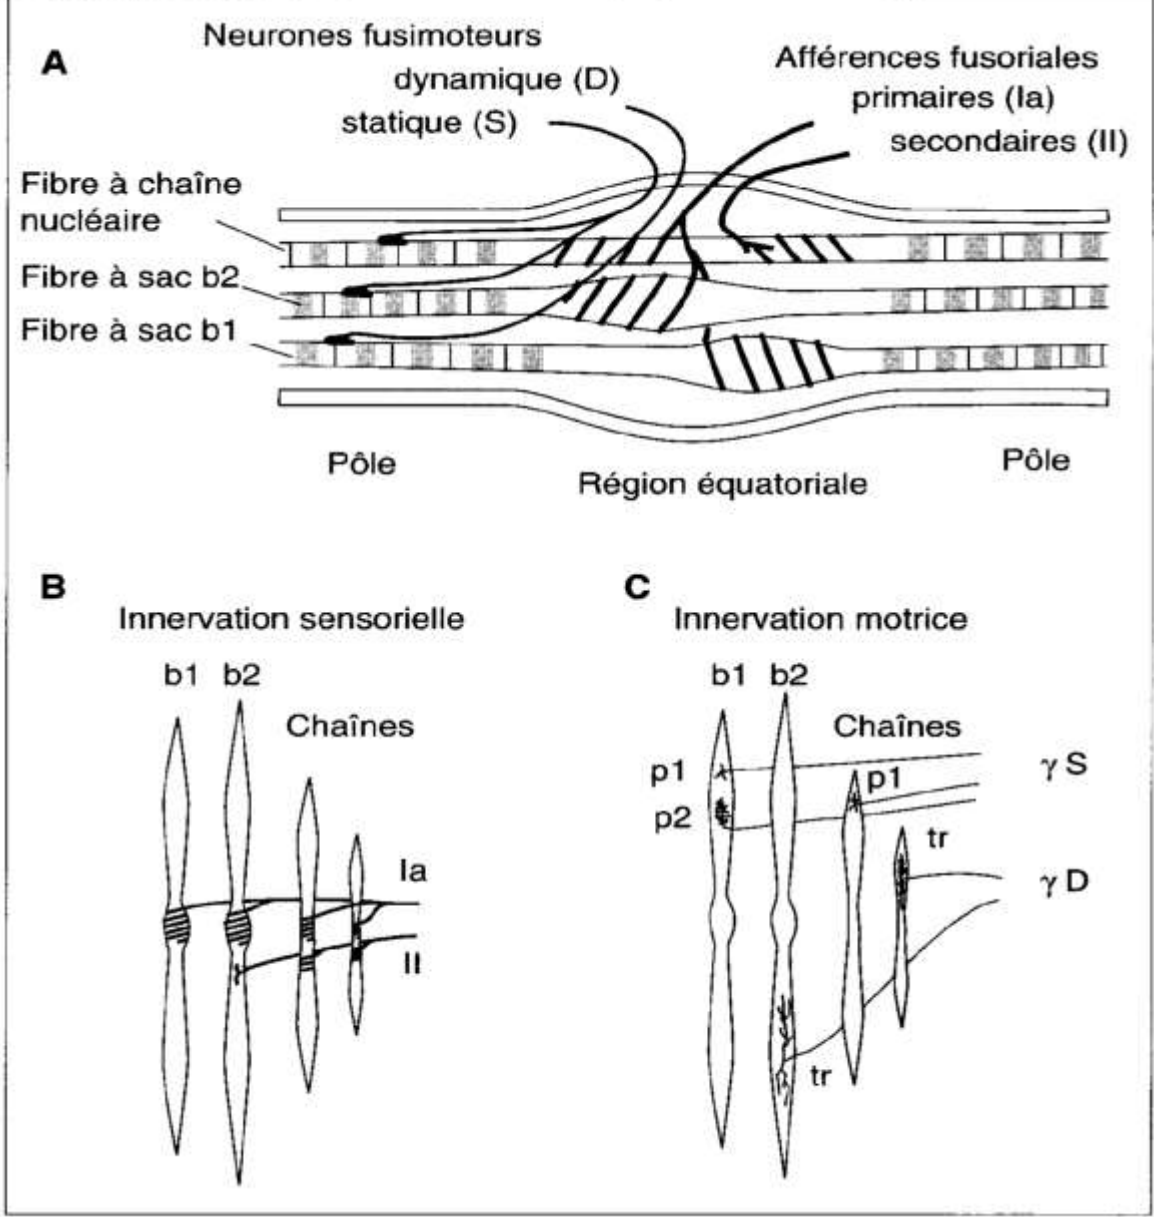 A
Neurones fusimoteurs
dynamique (D)
statique (S)
Afférences fusoriales
primaires (Ia)
secondaires (II)
Fibre à chaîne
nucléaire
Fibre à sac b2
Fibre à sac b1
Pôle
Région équatoriale
Pôle
B
Innervation sensorielle
b1 b2
Chaînes
Ia
II
C
Innervation motrice
b1 b2
Chaînes
p1
p1
γ S
p2
tr
γ D
tr